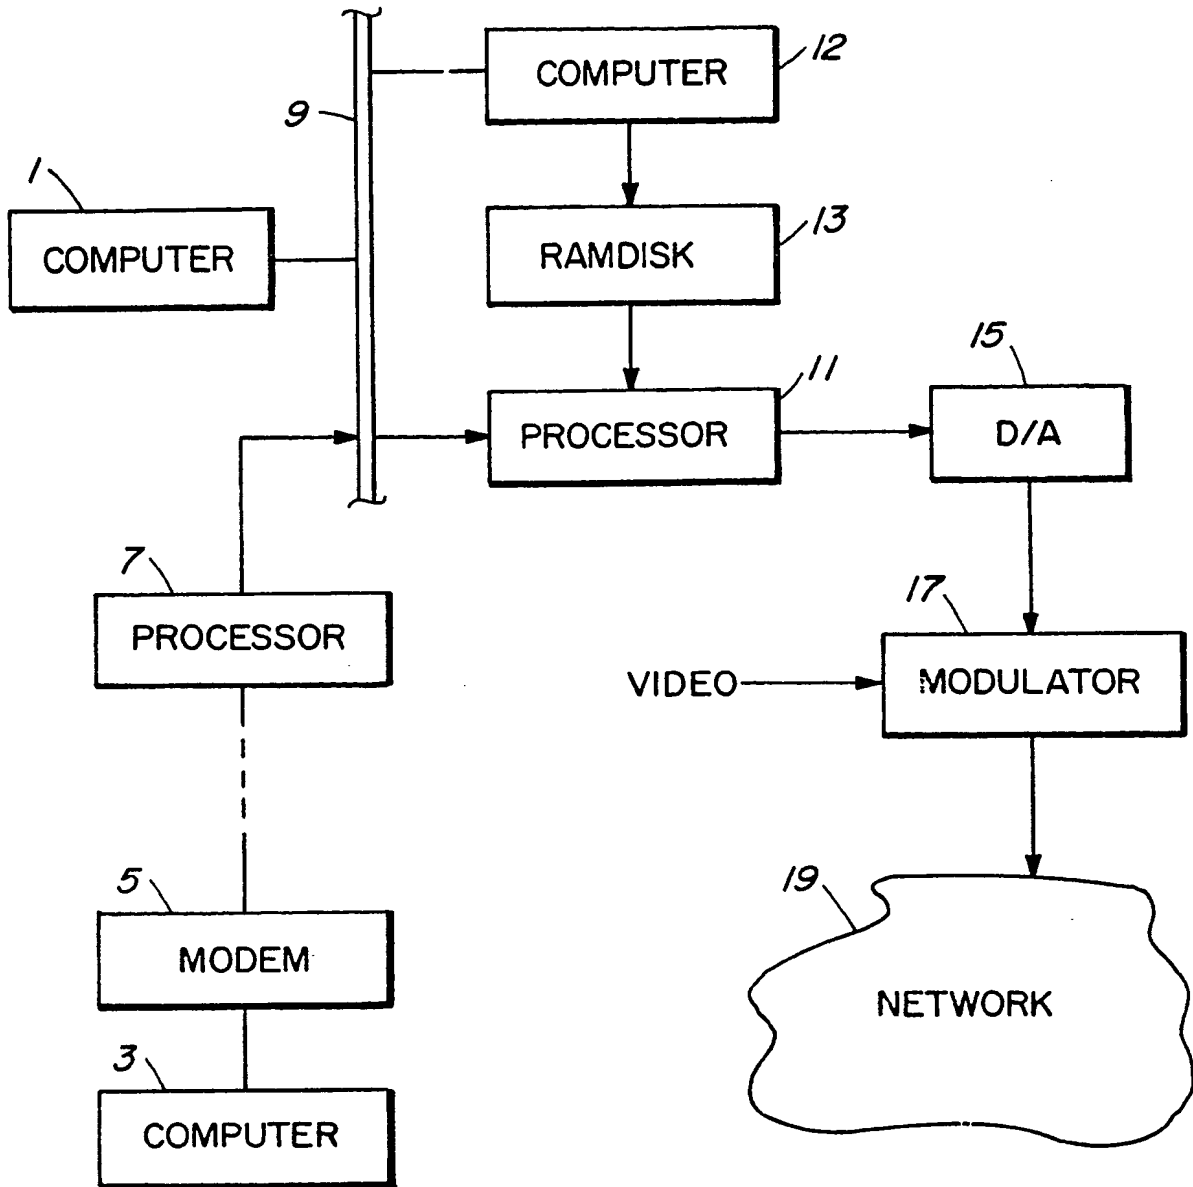 12
COMPUTER
9
1
COMPUTER
13
RAMDISK
15
11
D/A
PROCESSOR
7
17
PROCESSOR
VIDEO
MODULATOR
5
19
MODEM
NETWORK
3
COMPUTER